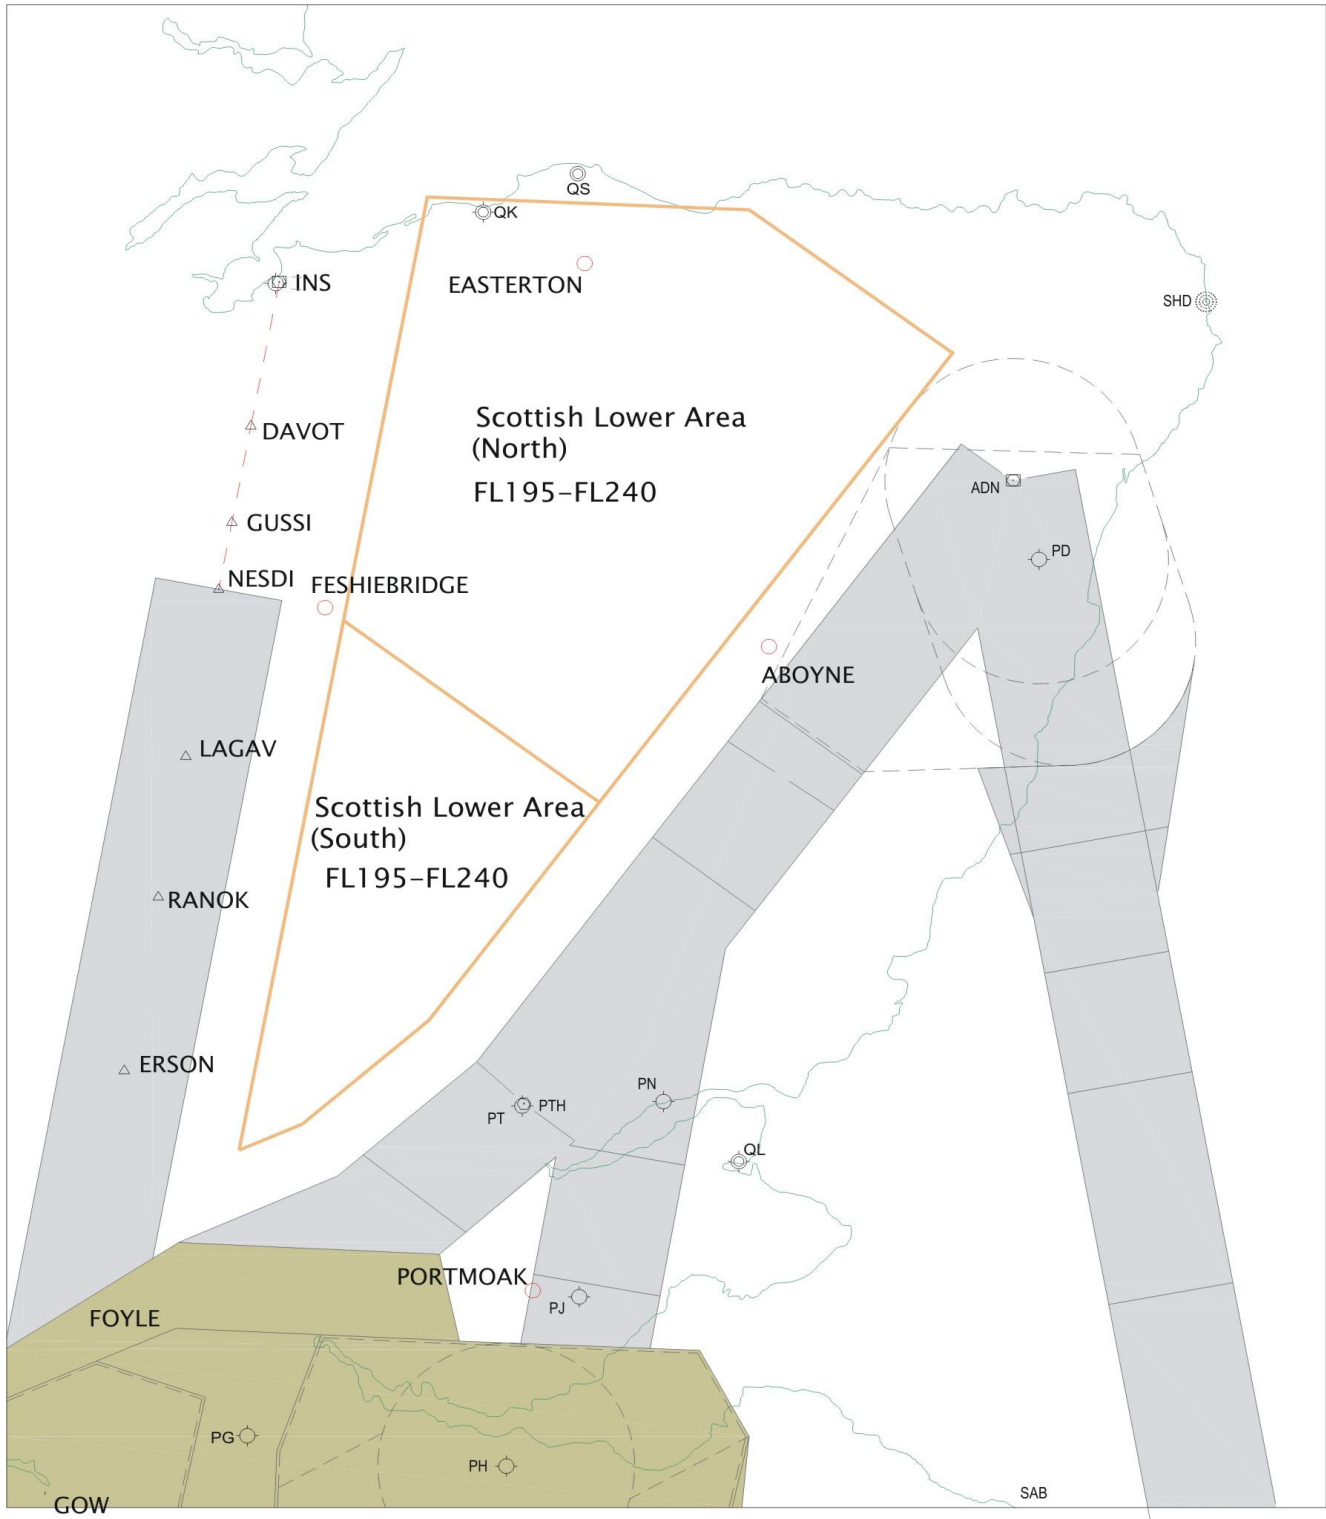 QS
QK
INS
EASTERTON
SHD
Scottish Lower Area
(North)
FL195–FL240
DAVOT
ADN
GUSSI
PD
NESDI
FESHIEBRIDGE
ABOYNE
LAGAV
Scottish Lower Area
(South)
FL195–FL240
RANOK
ERSON
PN
PT
PTH
QL
PORTMOAK
PJ
FOYLE
PG
PH
SAB
GOW